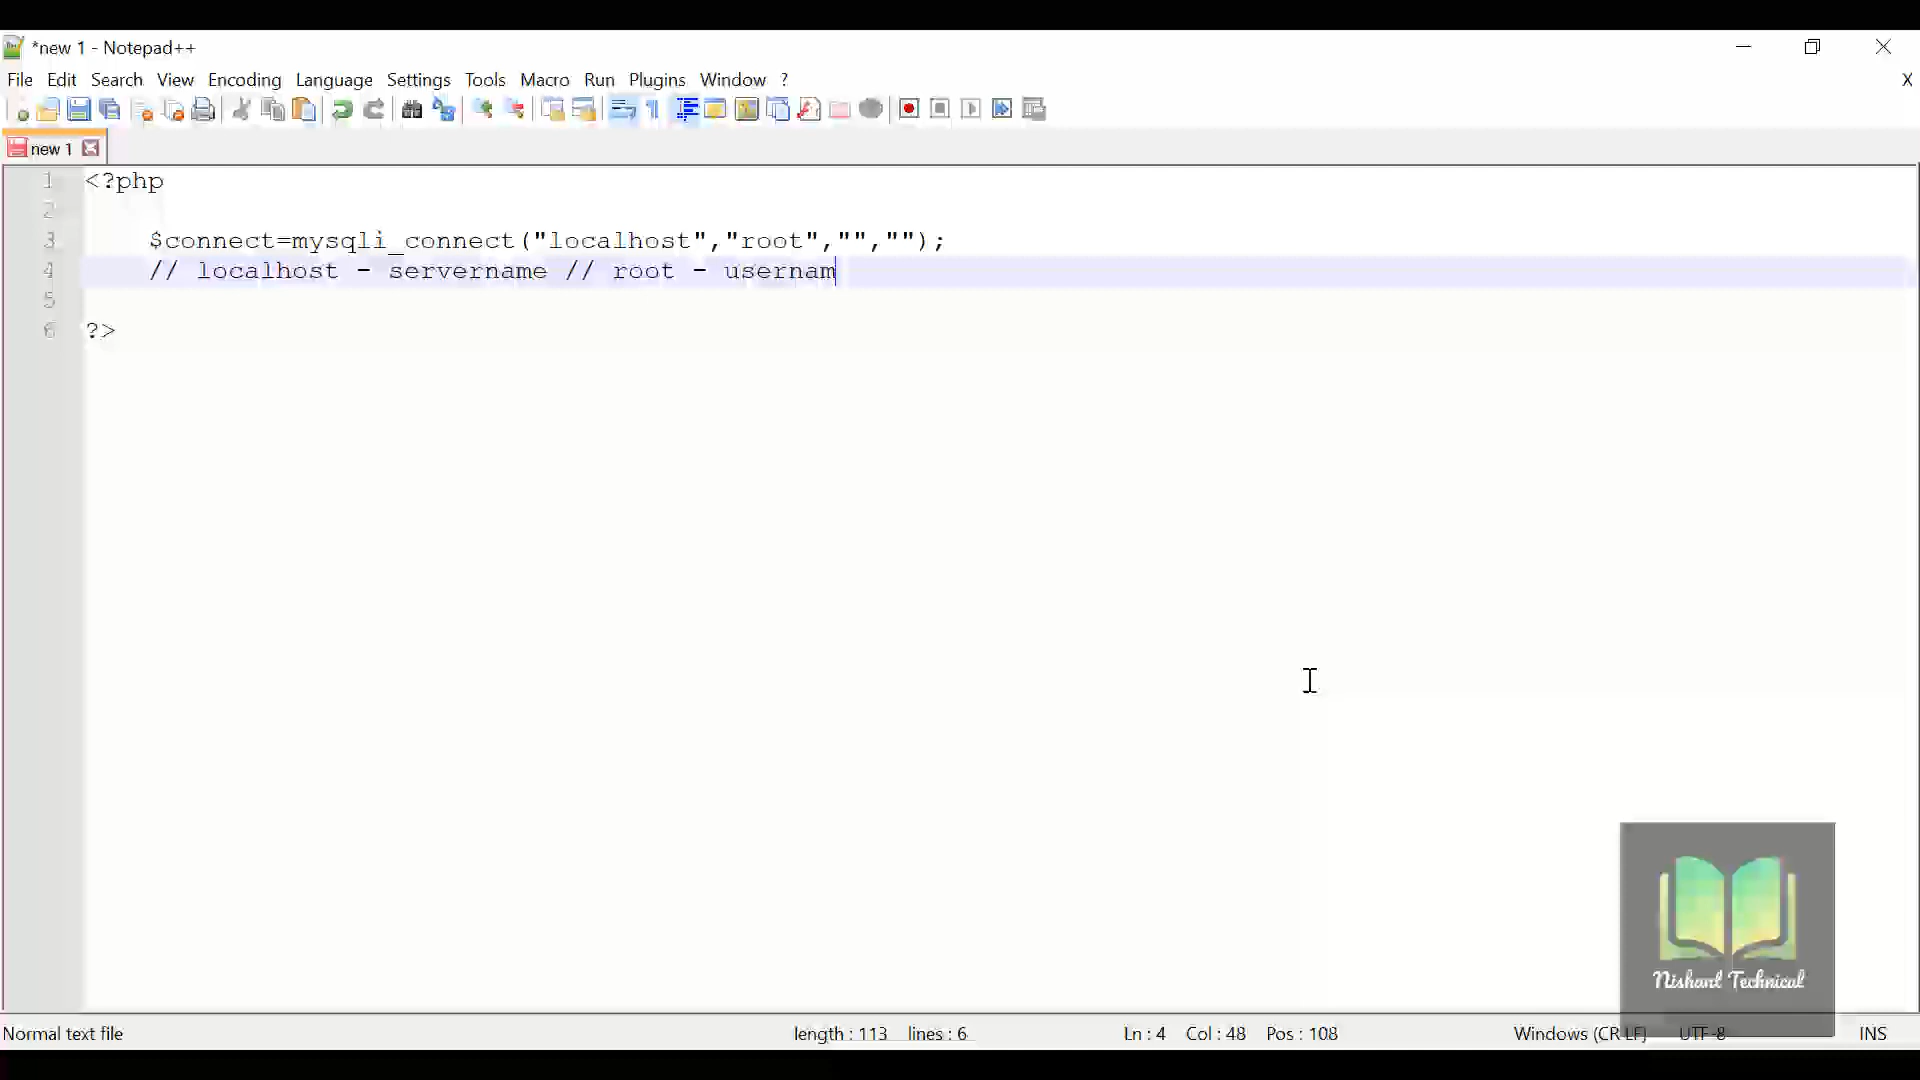 *new 1 - Notepad++
File Edit Search View Encoding Language Settings Tools Macro Run Plugins Window ? X
new 1
1 <?php
2
3 $connect=mysqli_connect("localhost","root","","");
4 // localhost - servername // root - usernam
5
6 ?>
Nishant Technical
Normal text file length : 113 lines : 6 Ln : 4 Col : 48 Pos : 108 Windows (CR LF) UTF-8 INS